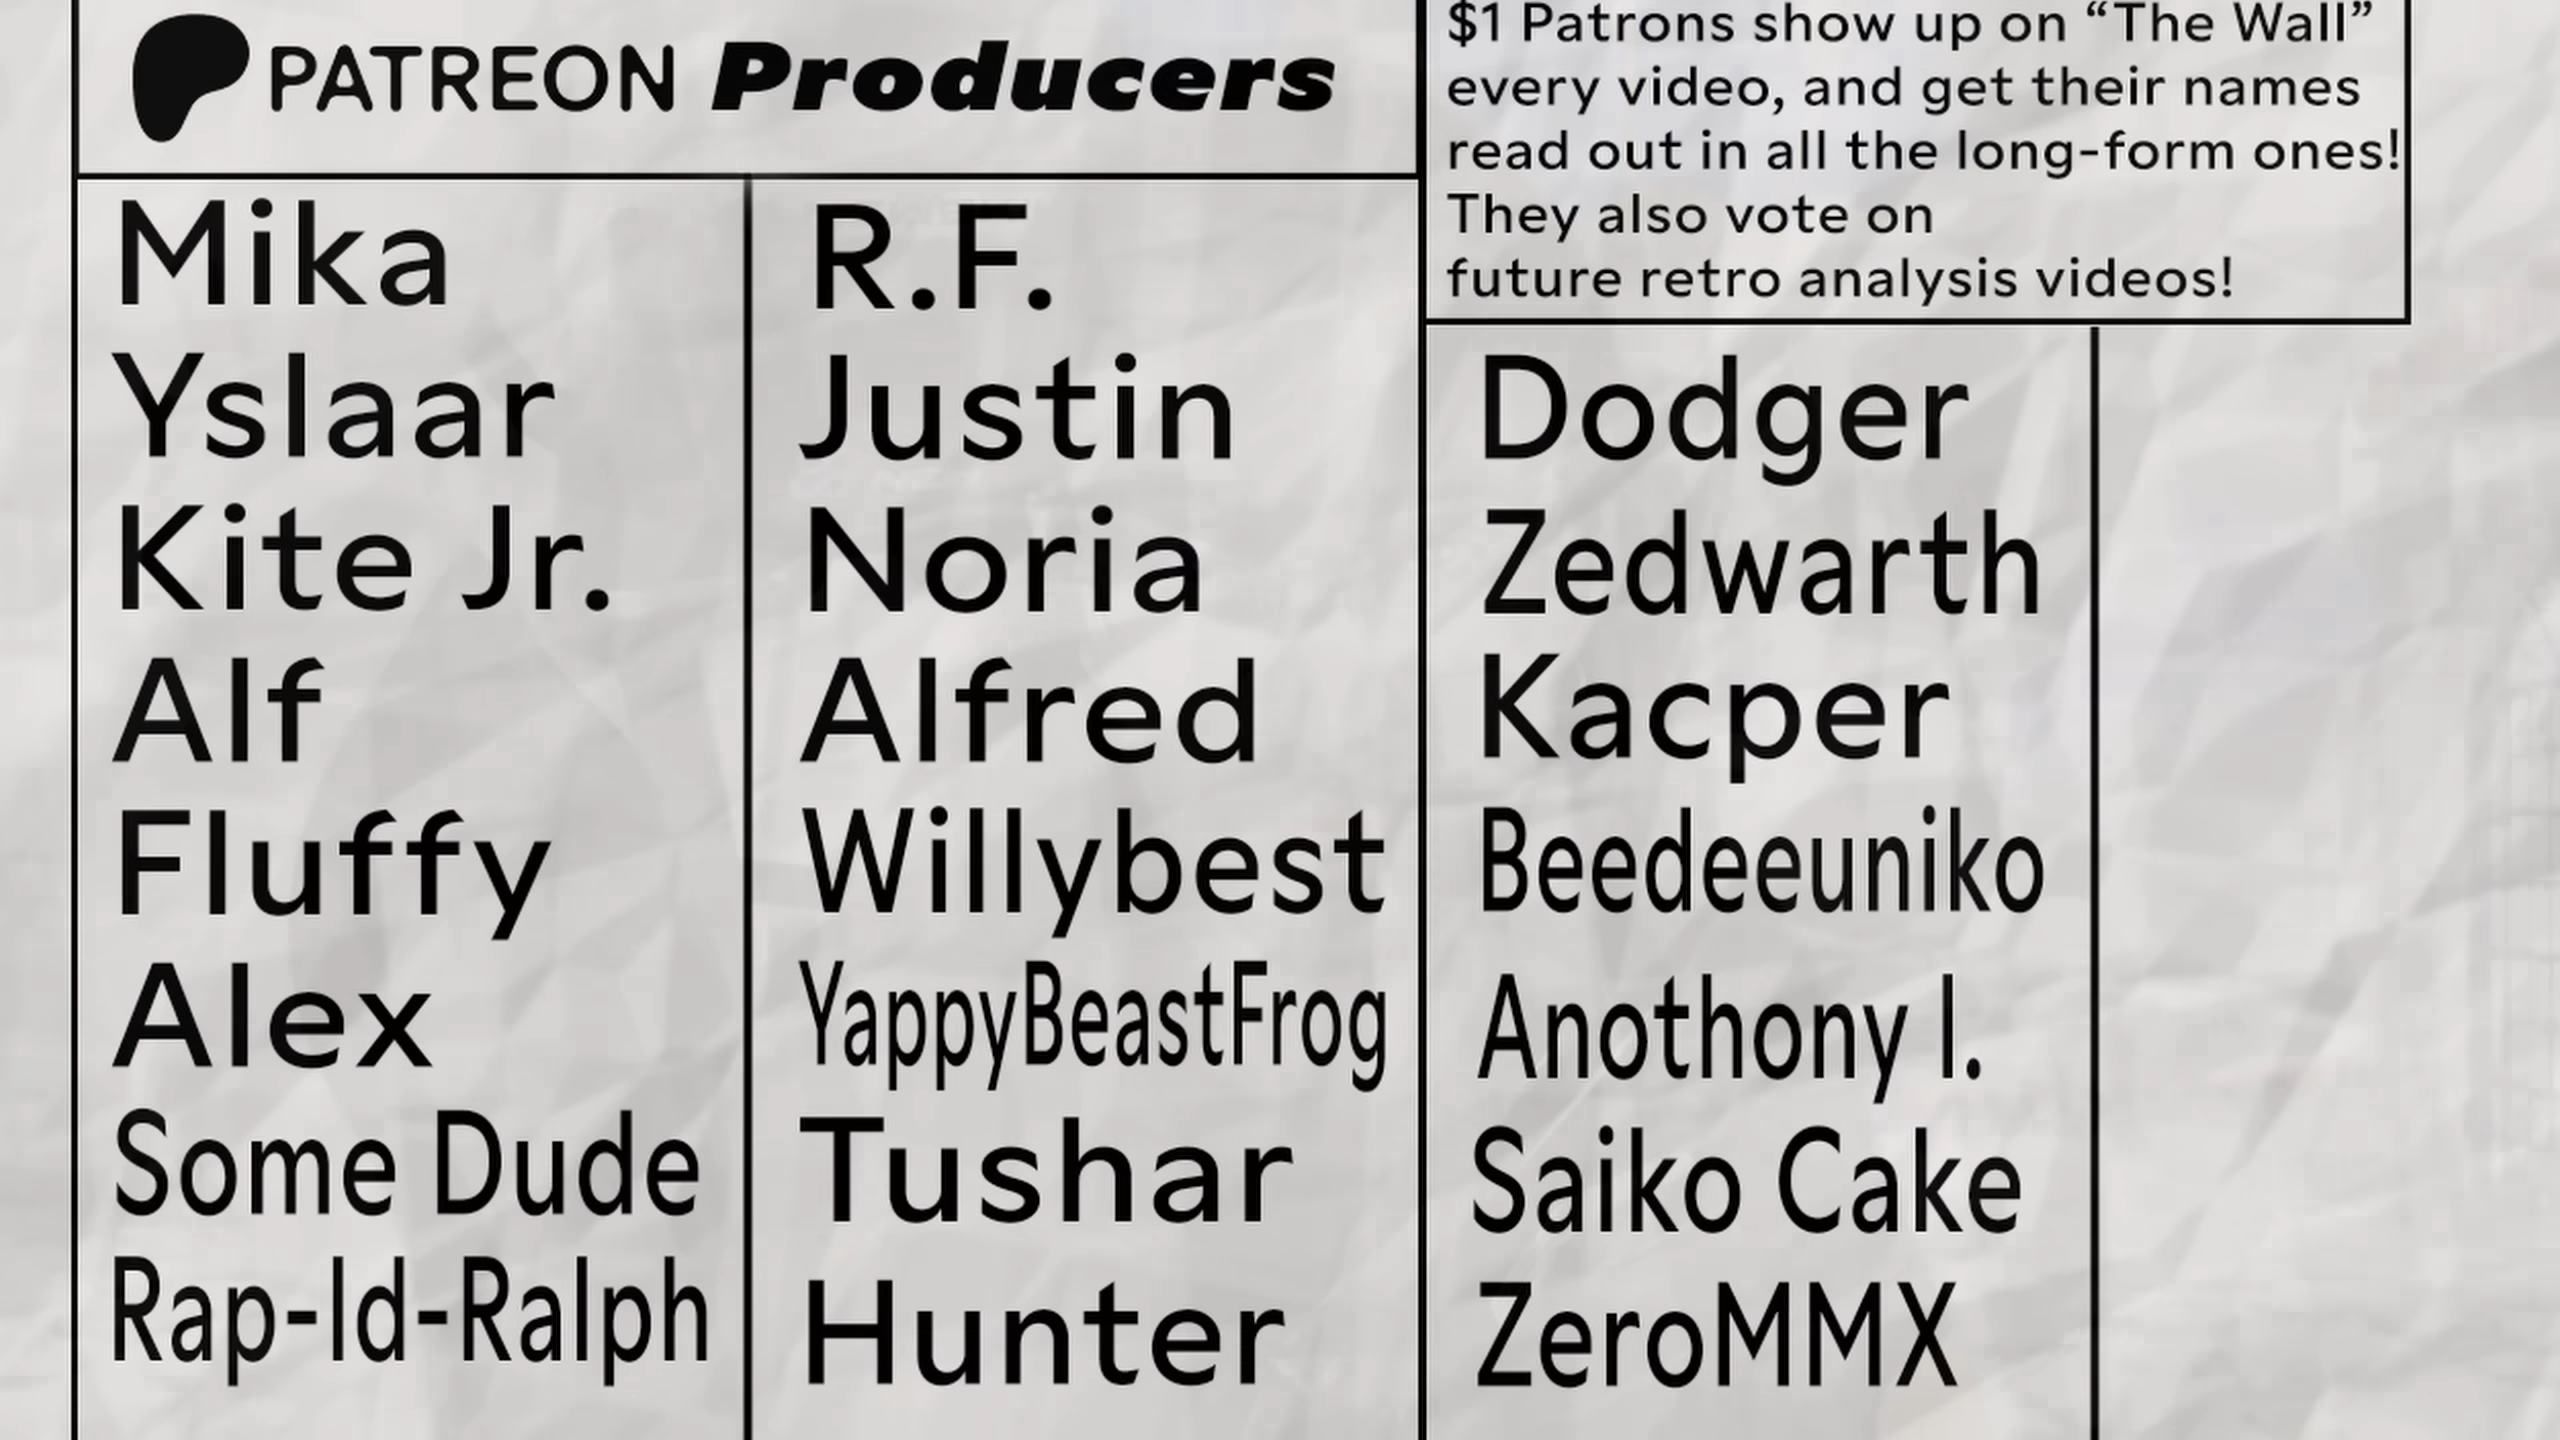 PATREON Producers
Mika
Yslaar
Kite Jr.
Alf
Fluffy
Alex
Some Dude
Rap-Id-Ralph
R.F.
Justin
Noria
Alfred
Willybest
YappyBeastFrog
Tushar
Hunter
$1 Patrons show up on “The Wall”
every video, and get their names
read out in all the long-form ones!
They also vote on
future retro analysis videos!
Dodger
Zedwarth
Kacper
Beedeeuniko
Anothony I.
Saiko Cake
ZeroMMX